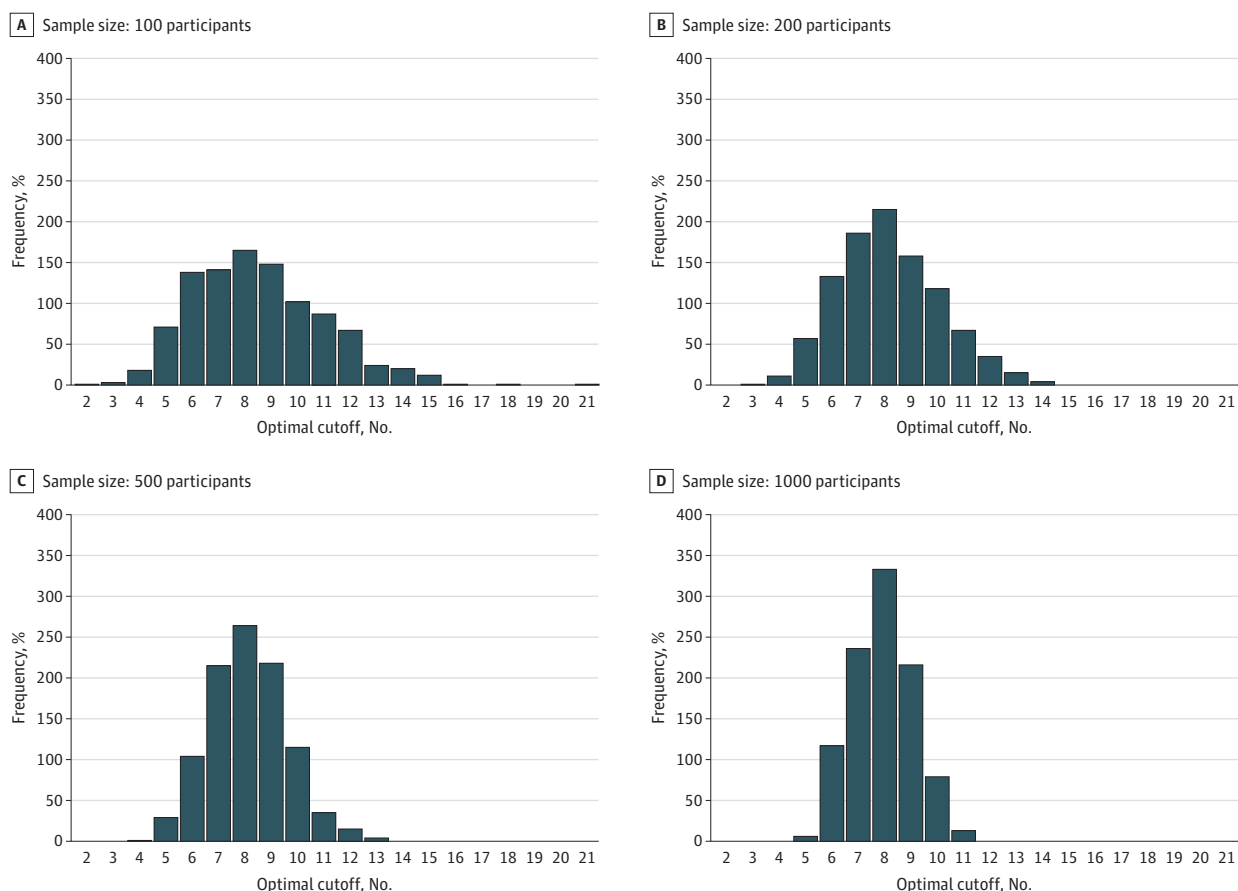 A Sample size: 100 participants
400
350
300
250
200
150
100
50
0
Frequency, %
2 3 4 5 6 7 8 9 10 11 12 13 14 15 16 17 18 19 20 21
Optimal cutoff, No.
B Sample size: 200 participants
400
350
300
250
200
150
100
50
0
Frequency, %
2 3 4 5 6 7 8 9 10 11 12 13 14 15 16 17 18 19 20 21
Optimal cutoff, No.
C Sample size: 500 participants
400
350
300
250
200
150
100
50
0
Frequency, %
2 3 4 5 6 7 8 9 10 11 12 13 14 15 16 17 18 19 20 21
Optimal cutoff, No.
D Sample size: 1000 participants
400
350
300
250
200
150
100
50
0
Frequency, %
2 3 4 5 6 7 8 9 10 11 12 13 14 15 16 17 18 19 20 21
Optimal cutoff, No.